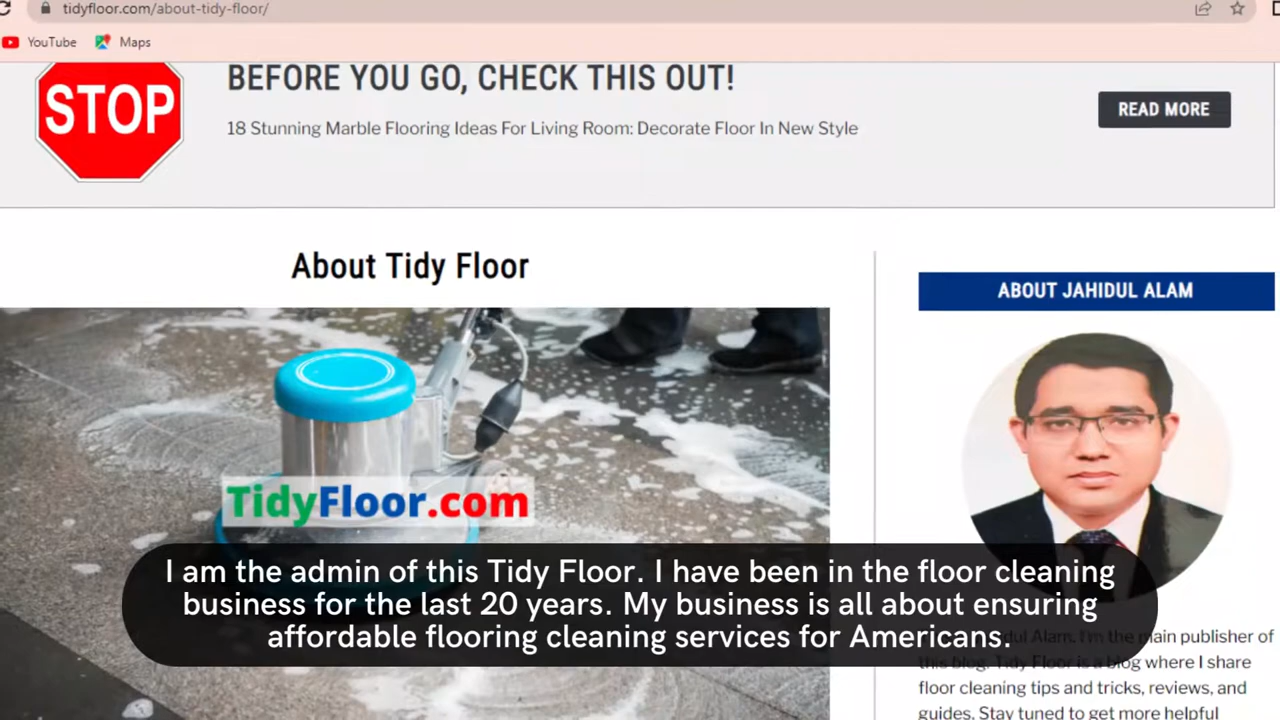 tidyfloor.com/about-tidy-floor/
YouTube Maps
STOP
BEFORE YOU GO, CHECK THIS OUT!
18 Stunning Marble Flooring Ideas For Living Room: Decorate Floor In New Style
READ MORE
About Tidy Floor
ABOUT JAHIDUL ALAM
TidyFloor.com
I am the admin of this Tidy Floor. I have been in the floor cleaning
business for the last 20 years. My business is all about ensuring
affordable flooring cleaning services for Americans.
Alam. I'm the main publisher of
this blog. Tidy Floor is a blog where I share
floor cleaning tips and tricks, reviews, and
guides. Stay tuned to get more helpful